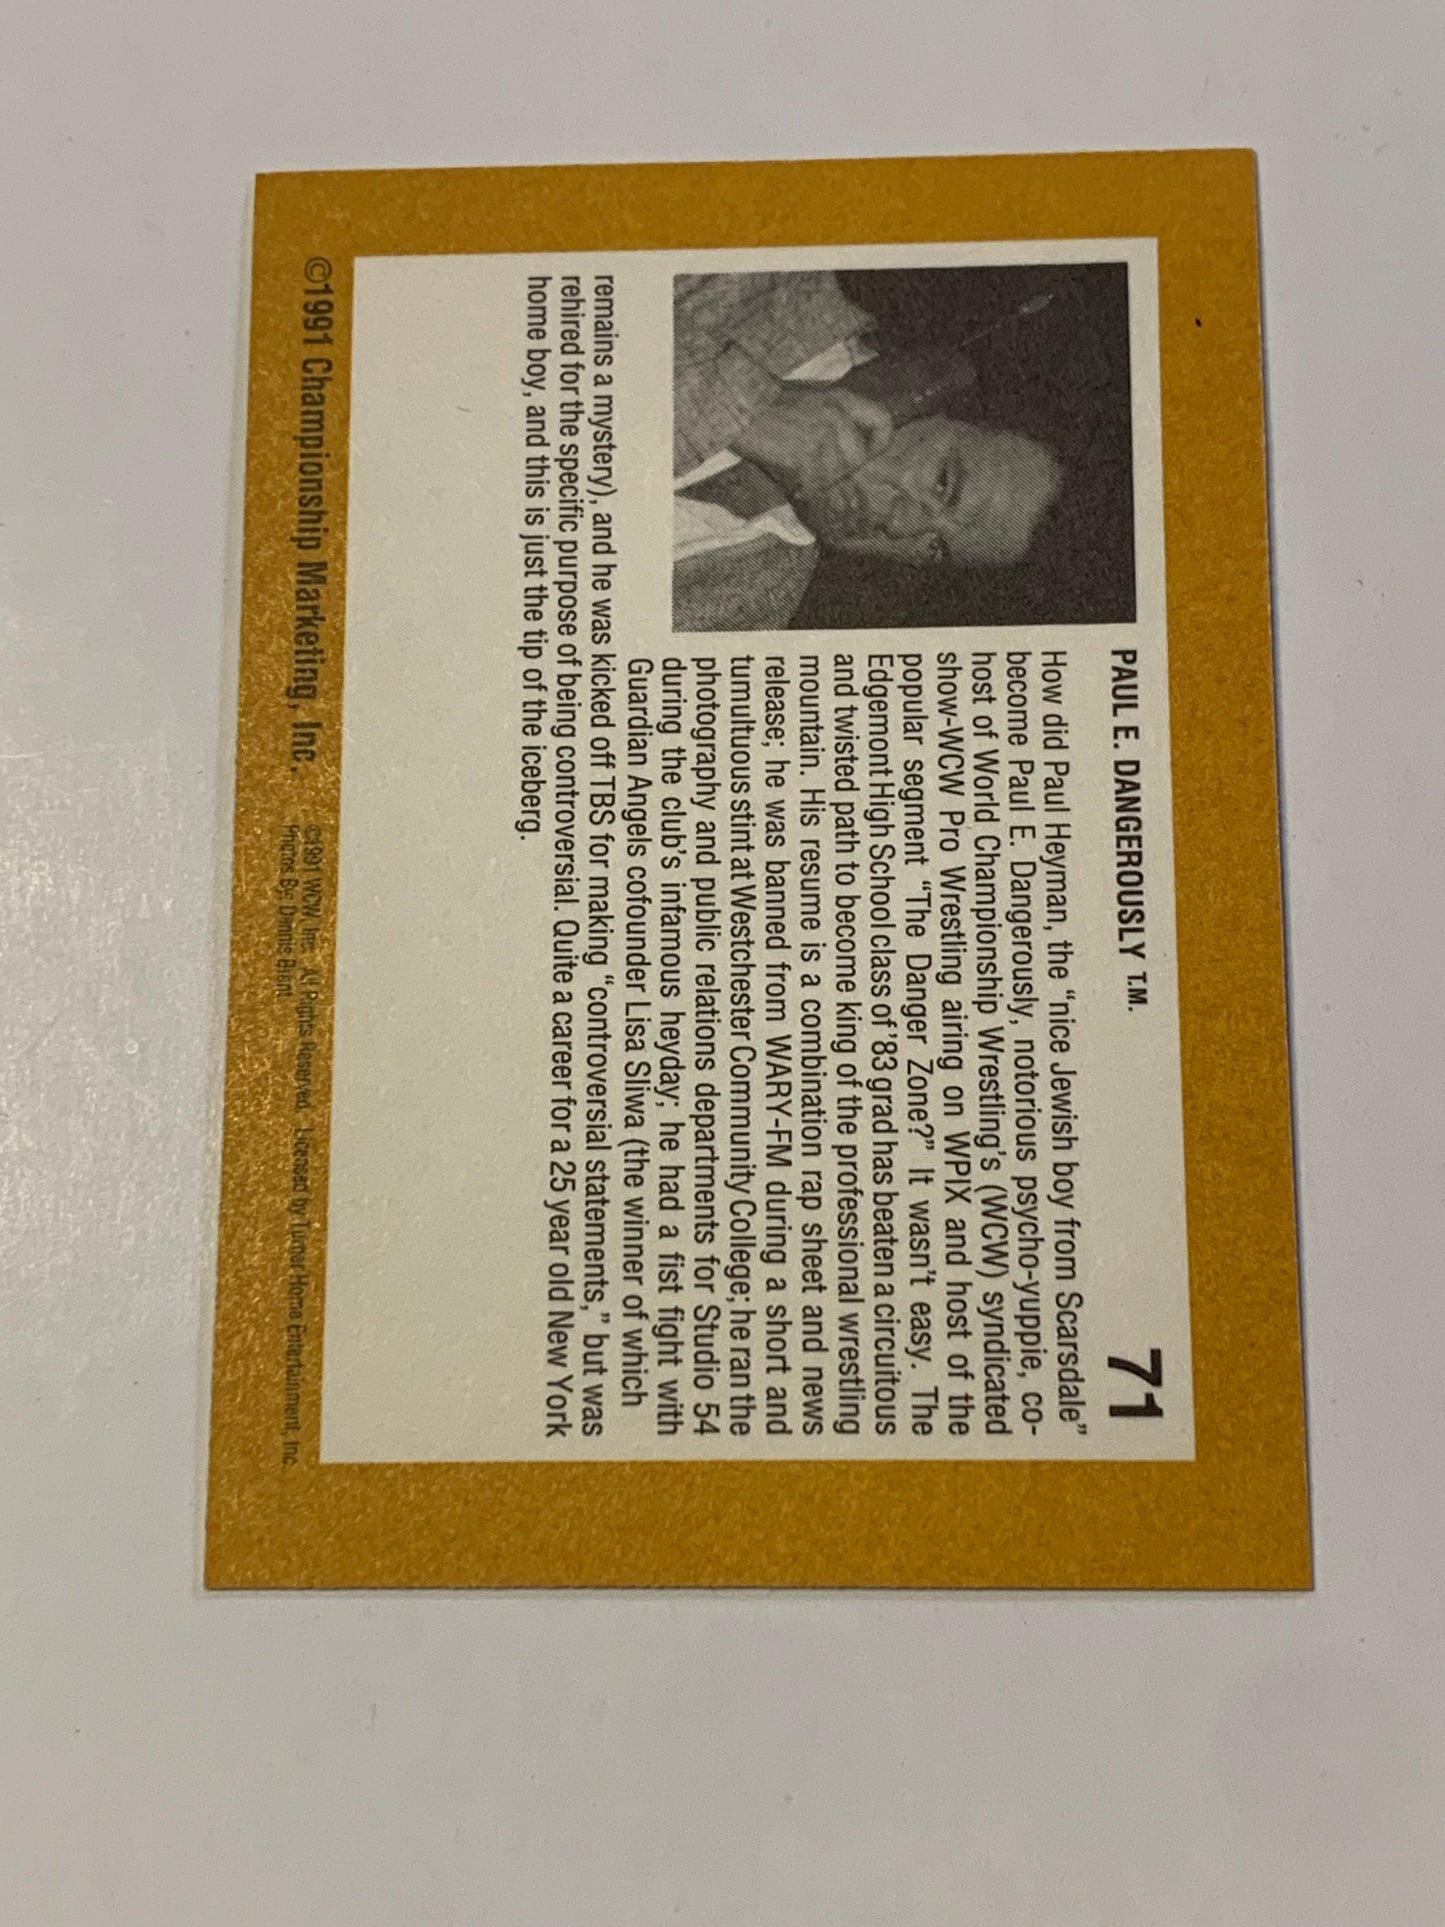 PAUL E. DANGEROUSLY T.M.
71
How did Paul Heyman, the “nice Jewish boy from Scarsdale”
become Paul E. Dangerously, notorious psycho-yuppie, co-
host of World Championship Wrestling's (WCW) syndicated
show-WCW Pro Wrestling airing on WPIX and host of the
popular segment “The Danger Zone?” It wasn't easy. The
Edgemont High School class of '83 grad has beaten a circuitous
and twisted path to become king of the professional wrestling
mountain. His resume is a combination rap sheet and news
release; he was banned from WARY-FM during a short and
tumultuous stint at Westchester Community College; he ran the
photography and public relations departments for Studio 54
during the club's infamous heyday; he had a fist fight with
Guardian Angels cofounder Lisa Sliwa (the winner of which
remains a mystery), and he was kicked off TBS for making “controversial statements,” but was
rehired for the specific purpose of being controversial. Quite a career for a 25 year old New York
home boy, and this is just the tip of the iceberg.
©1991 Championship Marketing, Inc.
©1991 WCW Inc. All Rights Reserved. Licensed by Turner Home Entertainment, Inc.
Photos By: Dennis Brent